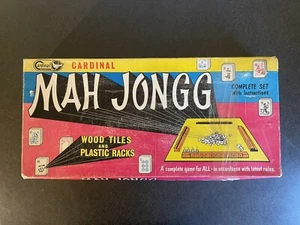 CARDINAL
MAH JONGG
COMPLETE SET
With Instructions
WOOD TILES
AND
PLASTIC RACKS
A complete game for ALL - in accordance with latest rules.